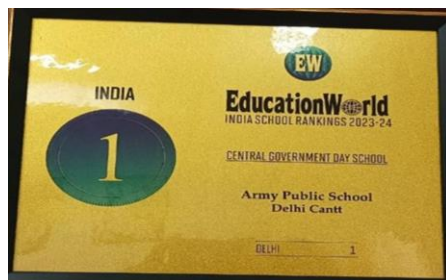 INDIA
1
EW
EducationWorld
INDIA SCHOOL RANKINGS 2023-24
CENTRAL GOVERNMENT DAY SCHOOL
Army Public School
Delhi Cantt
DELHI 1